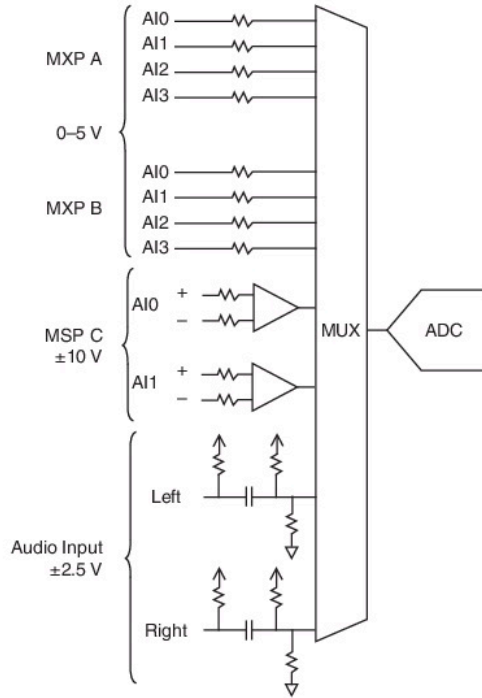 MXP A
0–5 V
AI0
AI1
AI2
AI3
MXP B
AI0
AI1
AI2
AI3
MSP C
±10 V
AI0
+
–
AI1
+
–
MUX
ADC
Audio Input
±2.5 V
Left
Right